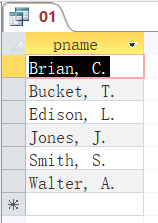 01
pname
Brian, C.
Bucket, T.
Edison, L.
Jones, J.
Smith, S.
Walter, A.